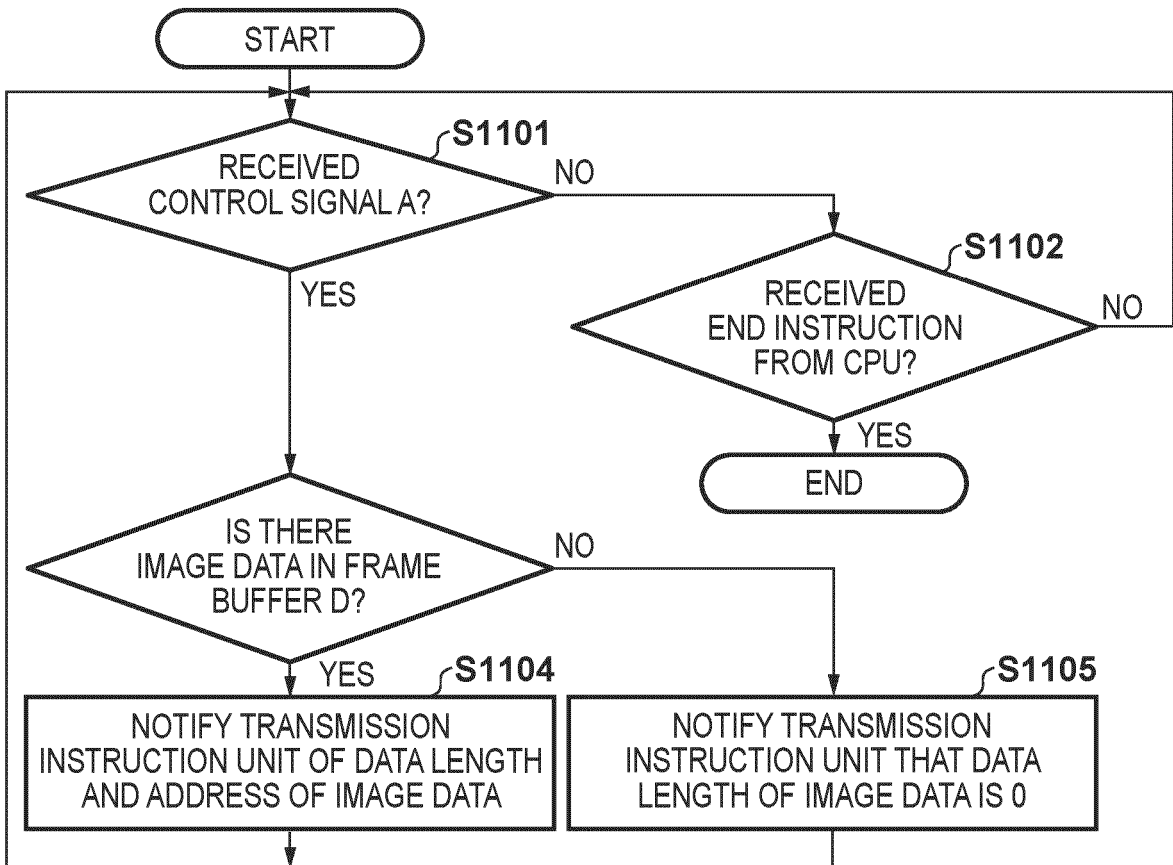 START
S1101
RECEIVED
CONTROL SIGNAL A?
NO
YES
S1102
RECEIVED
END INSTRUCTION
FROM CPU?
NO
YES
END
IS THERE
IMAGE DATA IN FRAME
BUFFER D?
NO
YES
S1104
NOTIFY TRANSMISSION
INSTRUCTION UNIT OF DATA LENGTH
AND ADDRESS OF IMAGE DATA
S1105
NOTIFY TRANSMISSION
INSTRUCTION UNIT THAT DATA
LENGTH OF IMAGE DATA IS 0